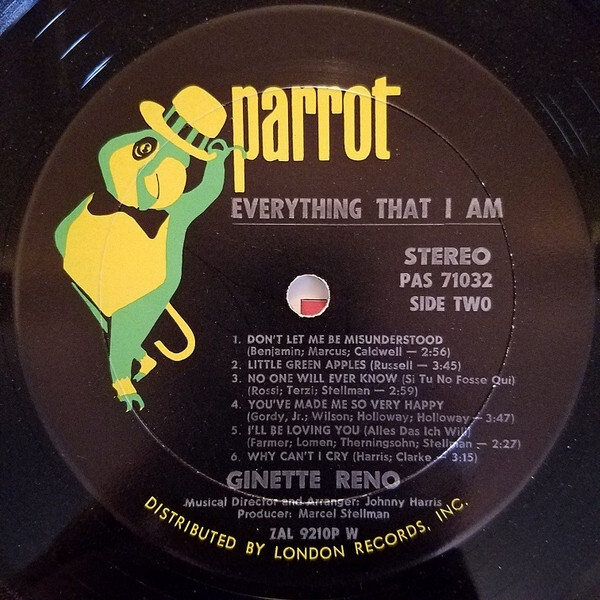 parrot
EVERYTHING THAT I AM
STEREO
PAS 71032
SIDE TWO
1. DON'T LET ME BE MISUNDERSTOOD
(Benjamin; Marcus; Caldwell — 2:56)
2. LITTLE GREEN APPLES (Russell — 3:45)
3. NO ONE WILL EVER KNOW (Si Tu No Fosse Qui)
(Rossi; Terzi; Stellman — 2:59)
4. YOU'VE MADE ME SO VERY HAPPY
(Gordy, Jr.; Wilson; Holloway; Holloway — 3:47)
5. I'LL BE LOVING YOU (Alles Das Ich Will)
(Farmer; Lomen; Therningsohn; Stellman — 2:27)
6. WHY CAN'T I CRY (Harris; Clarke — 3:15)
GINETTE RENO
Musical Director and Arranger: Johnny Harris
Producer: Marcel Stellman
ZAL 9210P W
DISTRIBUTED BY LONDON RECORDS, INC.